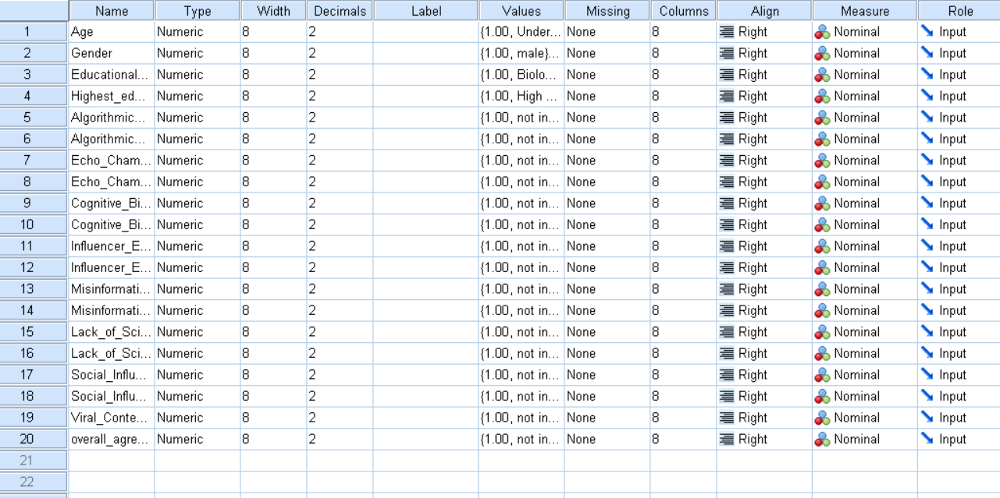 Name Type Width Decimals Label Values Missing Columns Align Measure Role
1 Age Numeric 8 2 {1.00, Under... None 8 Right Nominal Input
2 Gender Numeric 8 2 {1.00, male}... None 8 Right Nominal Input
3 Educational... Numeric 8 2 {1.00, Biolo... None 8 Right Nominal Input
4 Highest_ed... Numeric 8 2 {1.00, High ... None 8 Right Nominal Input
5 Algorithmic... Numeric 8 2 {1.00, not in... None 8 Right Nominal Input
6 Algorithmic... Numeric 8 2 {1.00, not in... None 8 Right Nominal Input
7 Echo_Cham... Numeric 8 2 {1.00, not in... None 8 Right Nominal Input
8 Echo_Cham... Numeric 8 2 {1.00, not in... None 8 Right Nominal Input
9 Cognitive_Bi... Numeric 8 2 {1.00, not in... None 8 Right Nominal Input
10 Cognitive_Bi... Numeric 8 2 {1.00, not in... None 8 Right Nominal Input
11 Influencer_E... Numeric 8 2 {1.00, not in... None 8 Right Nominal Input
12 Influencer_E... Numeric 8 2 {1.00, not in... None 8 Right Nominal Input
13 Misinformati... Numeric 8 2 {1.00, not in... None 8 Right Nominal Input
14 Misinformati... Numeric 8 2 {1.00, not in... None 8 Right Nominal Input
15 Lack_of_Sci... Numeric 8 2 {1.00, not in... None 8 Right Nominal Input
16 Lack_of_Sci... Numeric 8 2 {1.00, not in... None 8 Right Nominal Input
17 Social_Influ... Numeric 8 2 {1.00, not in... None 8 Right Nominal Input
18 Social_Influ... Numeric 8 2 {1.00, not in... None 8 Right Nominal Input
19 Viral_Conte... Numeric 8 2 {1.00, not in... None 8 Right Nominal Input
20 overall_agre... Numeric 8 2 {1.00, not in... None 8 Right Nominal Input
21
22